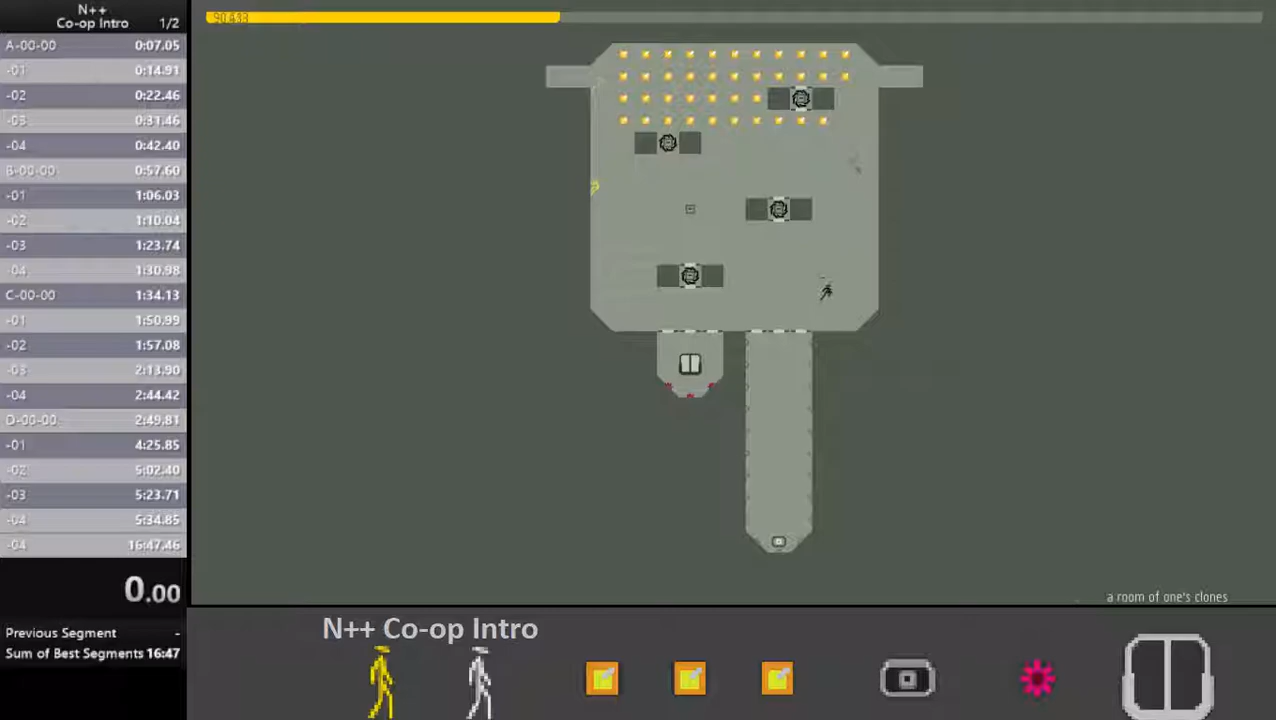 N++
Co-op Intro 1/2
A-00-00 0:07.05
-01 0:14.91
-02 0:22.46
-03 0:31.46
-04 0:42.40
B-00-00 0:57.60
-01 1:06.03
-02 1:10.04
-03 1:23.74
-04 1:30.98
C-00-00 1:34.13
-01 1:50.99
-02 1:57.08
-03 2:13.90
-04 2:44.42
D-00-00 2:49.81
-01 4:25.85
-02 5:02.40
-03 5:23.71
-04 5:34.85
-04 16:47.46
0.00
Previous Segment -
Sum of Best Segments 16:47
a room of one's clones
N++ Co-op Intro